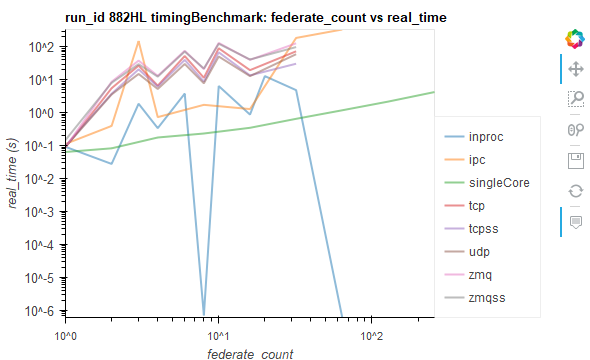 run_id 882HL timingBenchmark: federate_count vs real_time
real_time (s)
10^2
10^1
10^0
10^-1
10^-2
10^-3
10^-4
10^-5
10^-6
10^0
10^1
10^2
federate_count
inproc
ipc
singleCore
tcp
tcpss
udp
zmq
zmqss